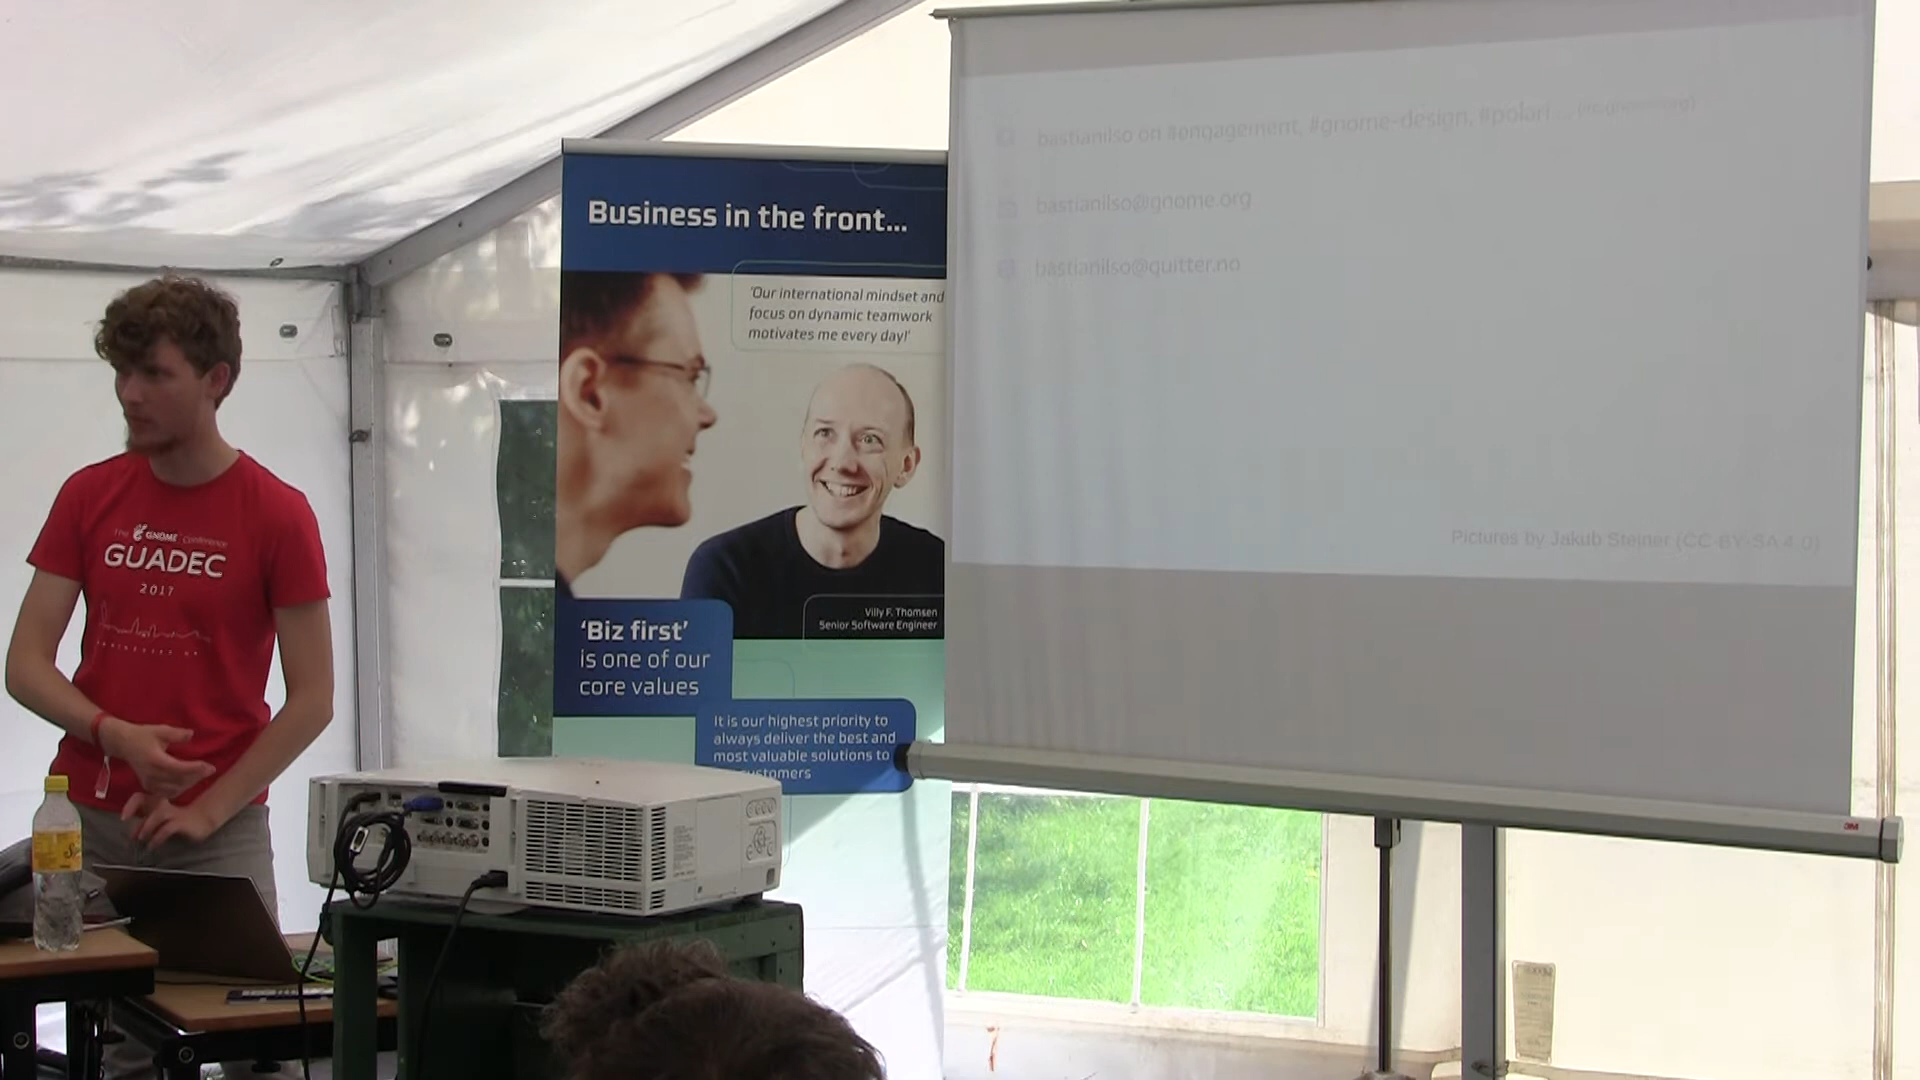 Business in the front...
'Our international mindset and
focus on dynamic teamwork
motivates me every day!'
Villy F. Thomsen
Senior Software Engineer
'Biz first'
is one of our
core values
It is our highest priority to
always deliver the best and
most valuable solutions to
customers
bastianilso on #engagement, #gnome-design, #polari ...
bastianilso@gnome.org
bastianilso@quitter.no
Pictures by Jakub Steiner (CC-BY-SA 4.0)
The GNOME Conference
GUADEC
2017
3M